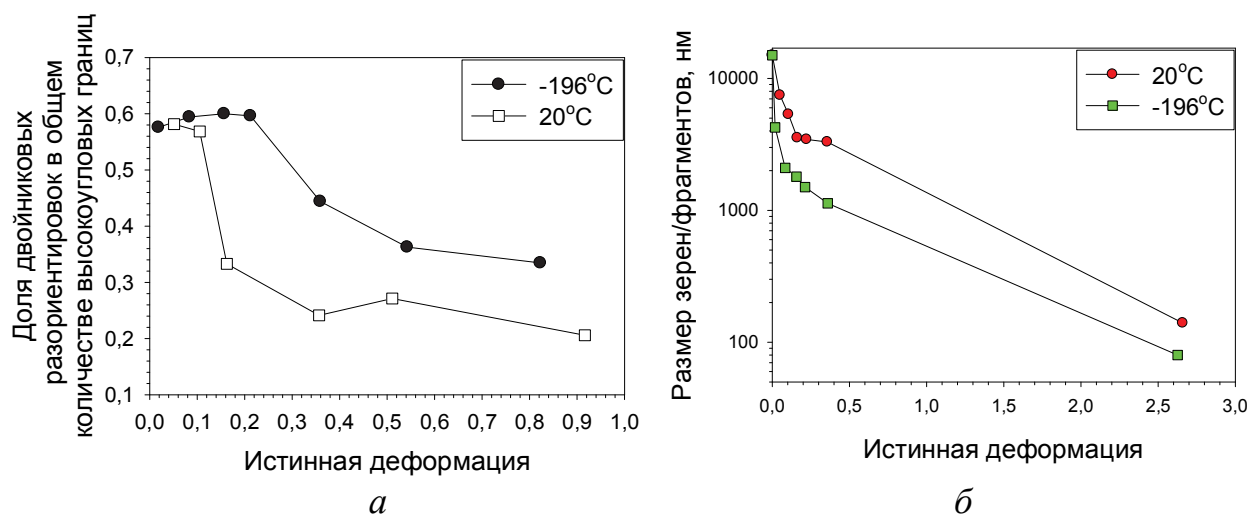 Доля двойниковых
разориентировок в общем
количестве высокоугловых границ
0,7
0,6
0,5
0,4
0,3
0,2
0,1
-196°C
20°C
0,0 0,1 0,2 0,3 0,4 0,5 0,6 0,7 0,8 0,9 1,0
Истинная деформация
а
Размер зерен/фрагментов, нм
10000
1000
100
20°C
-196°C
0,0 0,5 1,0 1,5 2,0 2,5 3,0
Истинная деформация
б